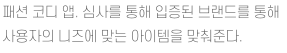 패션 코디 앱. 심사를 통해 입증된 브랜드를 통해
사용자의 니즈에 맞는 아이템을 맞춰준다.